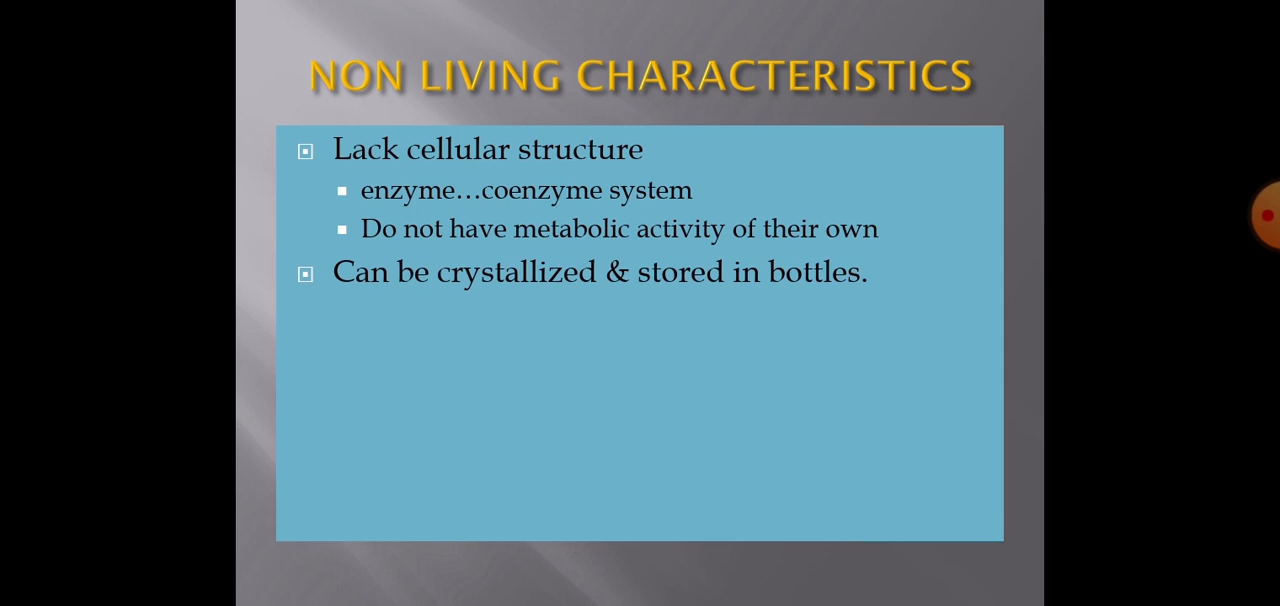 NON LIVING CHARACTERISTICS
Lack cellular structure
enzyme…coenzyme system
Do not have metabolic activity of their own
Can be crystallized & stored in bottles.